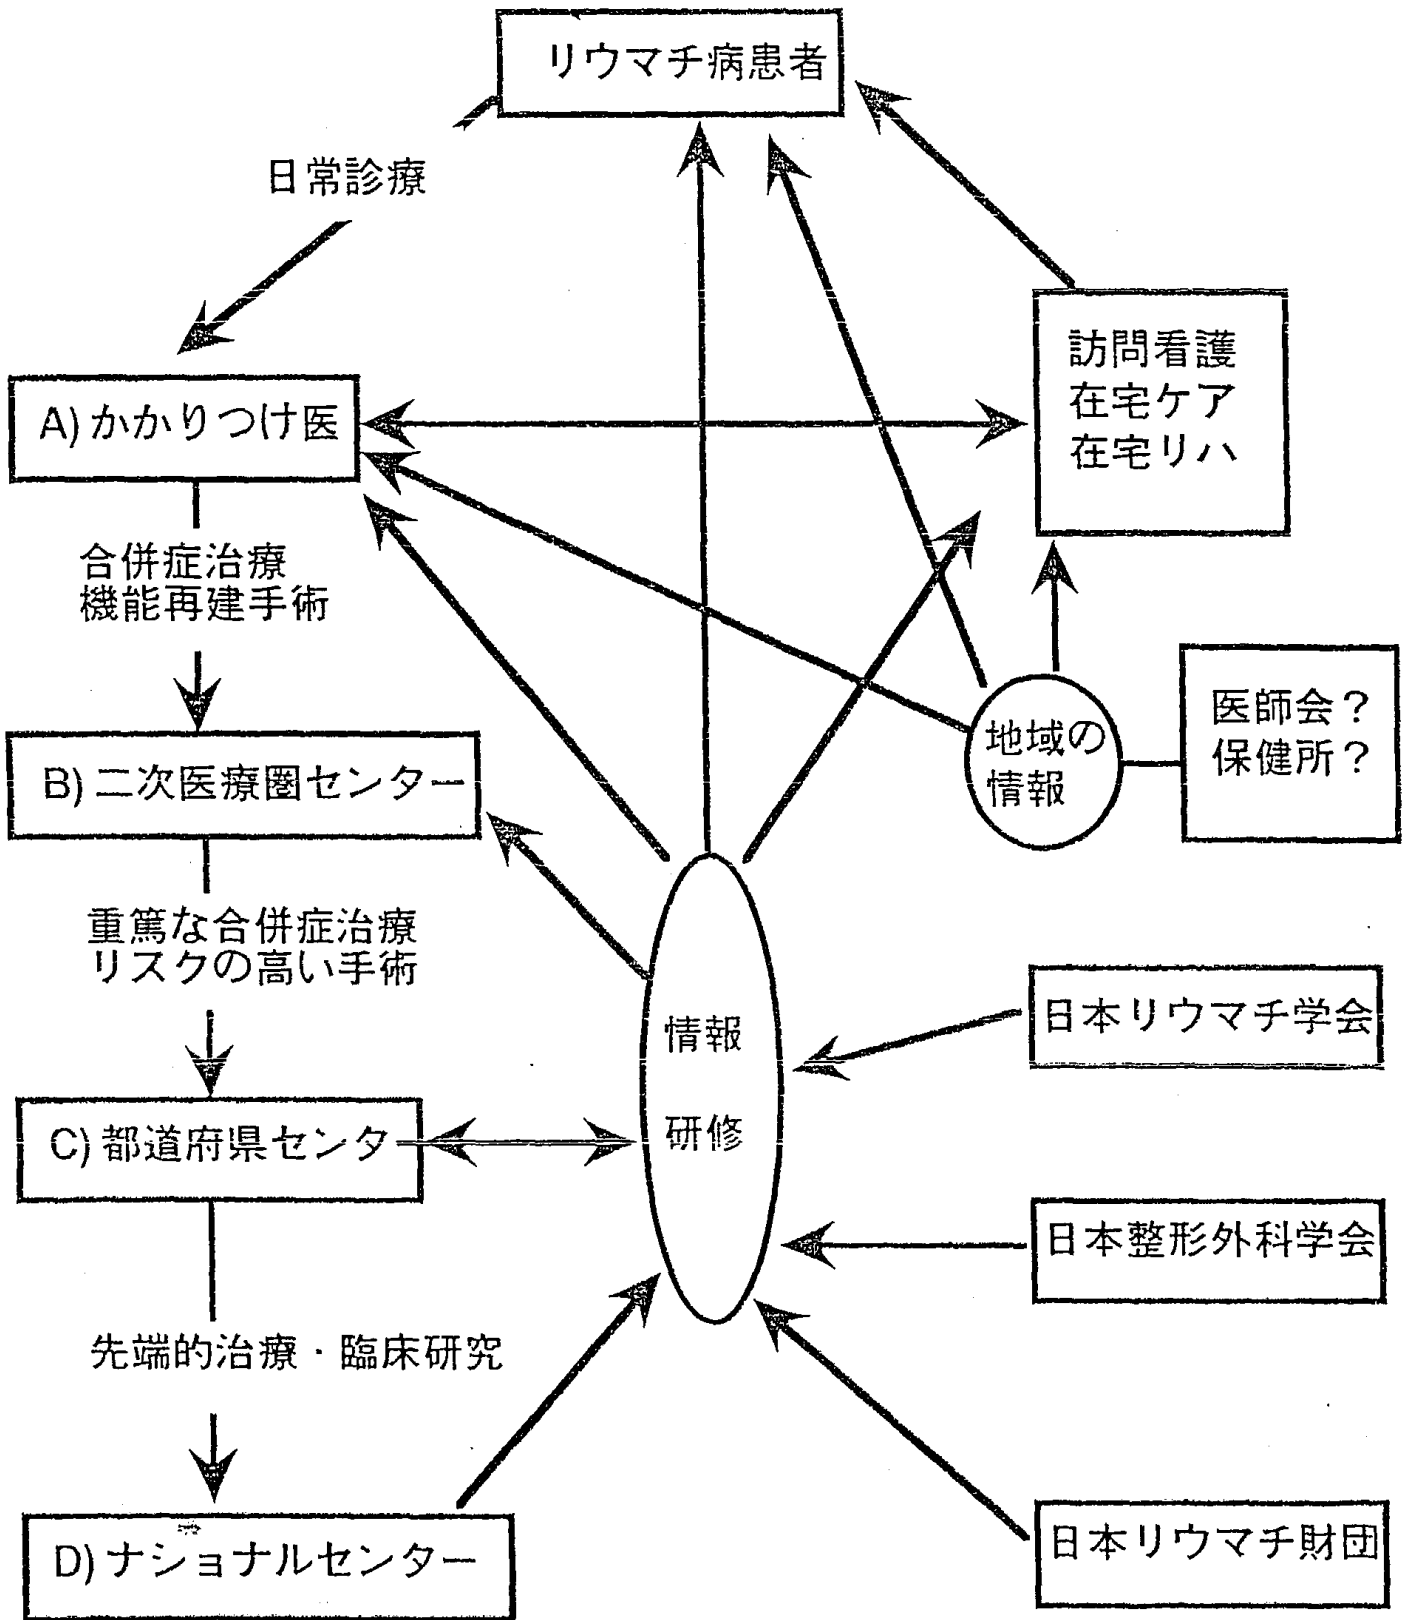 リウマチ病患者
日常診療
訪問看護
在宅ケア
在宅リハ
A)かかりつけ医
合併症治療
機能再建手術
医師会？
保健所？
地域の
情報
B)二次医療圏センター
重篤な合併症治療
リスクの高い手術
情報
研修
日本リウマチ学会
C)都道府県センタ
日本整形外科学会
先端的治療・臨床研究
D)ナショナルセンター
日本リウマチ財団